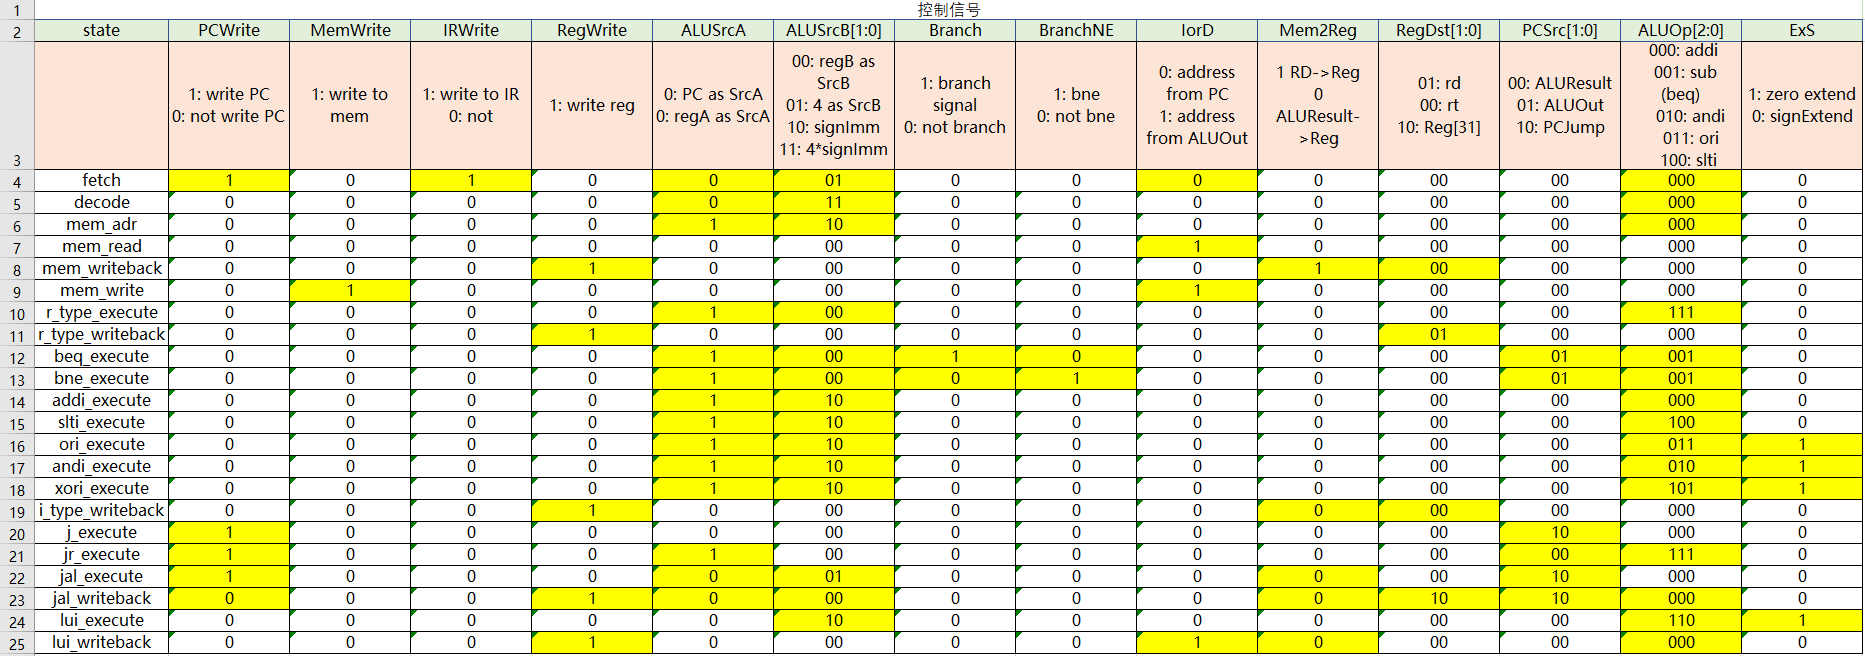 1 控制信号
2 state PCWrite MemWrite IRWrite RegWrite ALUSrcA ALUSrcB[1:0] Branch BranchNE IorD Mem2Reg RegDst[1:0] PCSrc[1:0] ALUOp[2:0] ExS
3 1: write PC 0: not write PC 1: write to mem 1: write to IR 0: not 1: write reg 0: PC as SrcA 0: regA as SrcA 00: regB as SrcB 01: 4 as SrcB 10: signImm 11: 4*signImm 1: branch signal 0: not branch 1: bne 0: not bne 0: address from PC 1: address from ALUOut 1 RD->Reg 0 ALUResult->Reg 01: rd 00: rt 10: Reg[31] 00: ALUResult 01: ALUOut 10: PCJump 000: addi 001: sub (beq) 010: andi 011: ori 100: slti 1: zero extend 0: signExtend
4 fetch 1 0 1 0 0 01 0 0 0 0 00 00 000 0
5 decode 0 0 0 0 0 11 0 0 0 0 00 00 000 0
6 mem_adr 0 0 0 0 1 10 0 0 0 0 00 00 000 0
7 mem_read 0 0 0 0 0 00 0 0 1 0 00 00 000 0
8 mem_writeback 0 0 0 1 0 00 0 0 0 1 00 00 000 0
9 mem_write 0 1 0 0 0 00 0 0 1 0 00 00 000 0
10 r_type_execute 0 0 0 0 1 00 0 0 0 0 00 00 111 0
11 r_type_writeback 0 0 0 1 0 00 0 0 0 0 01 00 000 0
12 beq_execute 0 0 0 0 1 00 1 0 0 0 00 01 001 0
13 bne_execute 0 0 0 0 1 00 0 1 0 0 00 01 001 0
14 addi_execute 0 0 0 0 1 10 0 0 0 0 00 00 000 0
15 slti_execute 0 0 0 0 1 10 0 0 0 0 00 00 100 0
16 ori_execute 0 0 0 0 1 10 0 0 0 0 00 00 011 1
17 andi_execute 0 0 0 0 1 10 0 0 0 0 00 00 010 1
18 xori_execute 0 0 0 0 1 10 0 0 0 0 00 00 101 1
19 i_type_writeback 0 0 0 1 0 00 0 0 0 0 00 00 000 0
20 j_execute 1 0 0 0 0 00 0 0 0 0 00 10 000 0
21 jr_execute 1 0 0 0 1 00 0 0 0 0 00 00 111 0
22 jal_execute 1 0 0 0 0 01 0 0 0 0 00 10 000 0
23 jal_writeback 0 0 0 1 0 00 0 0 0 0 10 10 000 0
24 lui_execute 0 0 0 0 0 10 0 0 0 0 00 00 110 1
25 lui_writeback 0 0 0 1 0 00 0 0 1 0 00 00 000 0